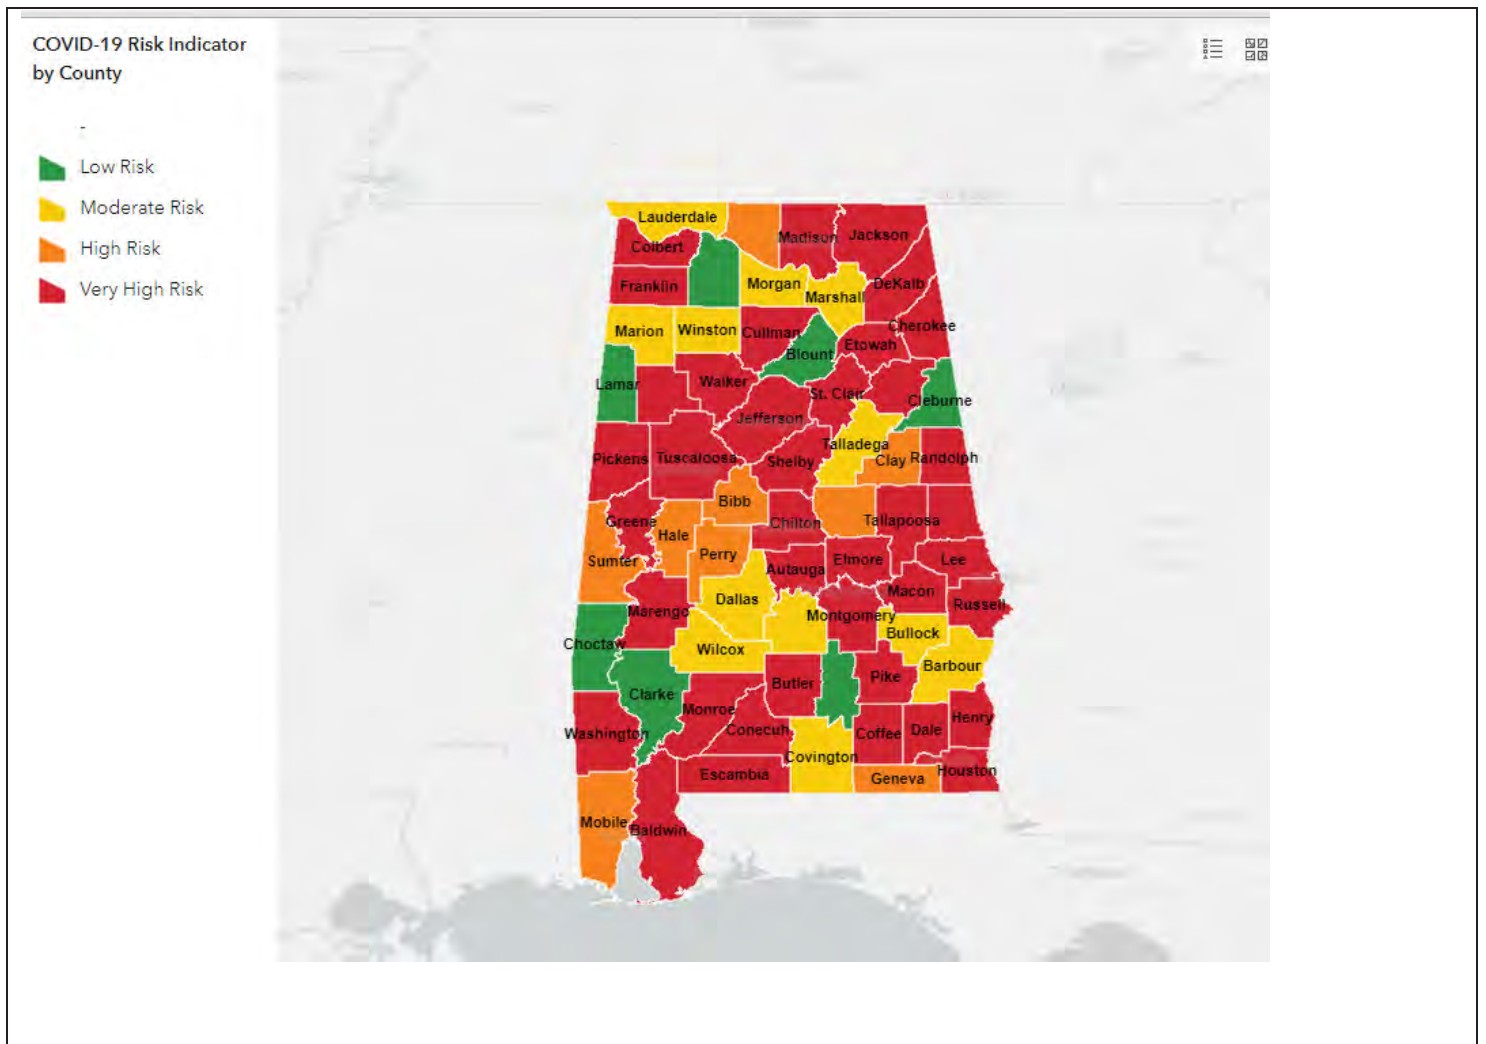 COVID-19 Risk Indicator
by County
-
Low Risk
Moderate Risk
High Risk
Very High Risk
Lauderdale
Colbert
Madison
Jackson
Franklin
Morgan
Marshall
DeKalb
Marion
Winston
Cullman
Cherokee
Blount
Etowah
Lamar
Walker
St. Clair
Cleburne
Jefferson
Talladega
Pickens
Tuscaloosa
Shelby
Clay
Randolph
Bibb
Greene
Chilton
Tallapoosa
Hale
Sumter
Perry
Autauga
Elmore
Lee
Dallas
Macon
Marengo
Montgomery
Russell
Choctaw
Wilcox
Bullock
Barbour
Clarke
Butler
Pike
Washington
Monroe
Conecuh
Coffee
Dale
Henry
Covington
Escambia
Geneva
Houston
Mobile
Baldwin